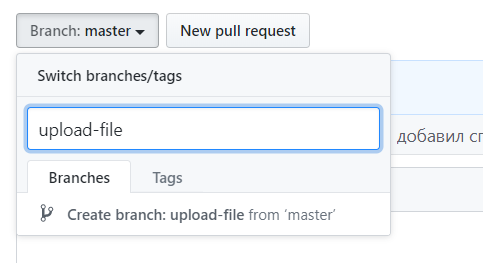 Branch: master New pull request
Switch branches/tags
upload-file
добавил
Branches Tags
Create branch: upload-file from ‘master’